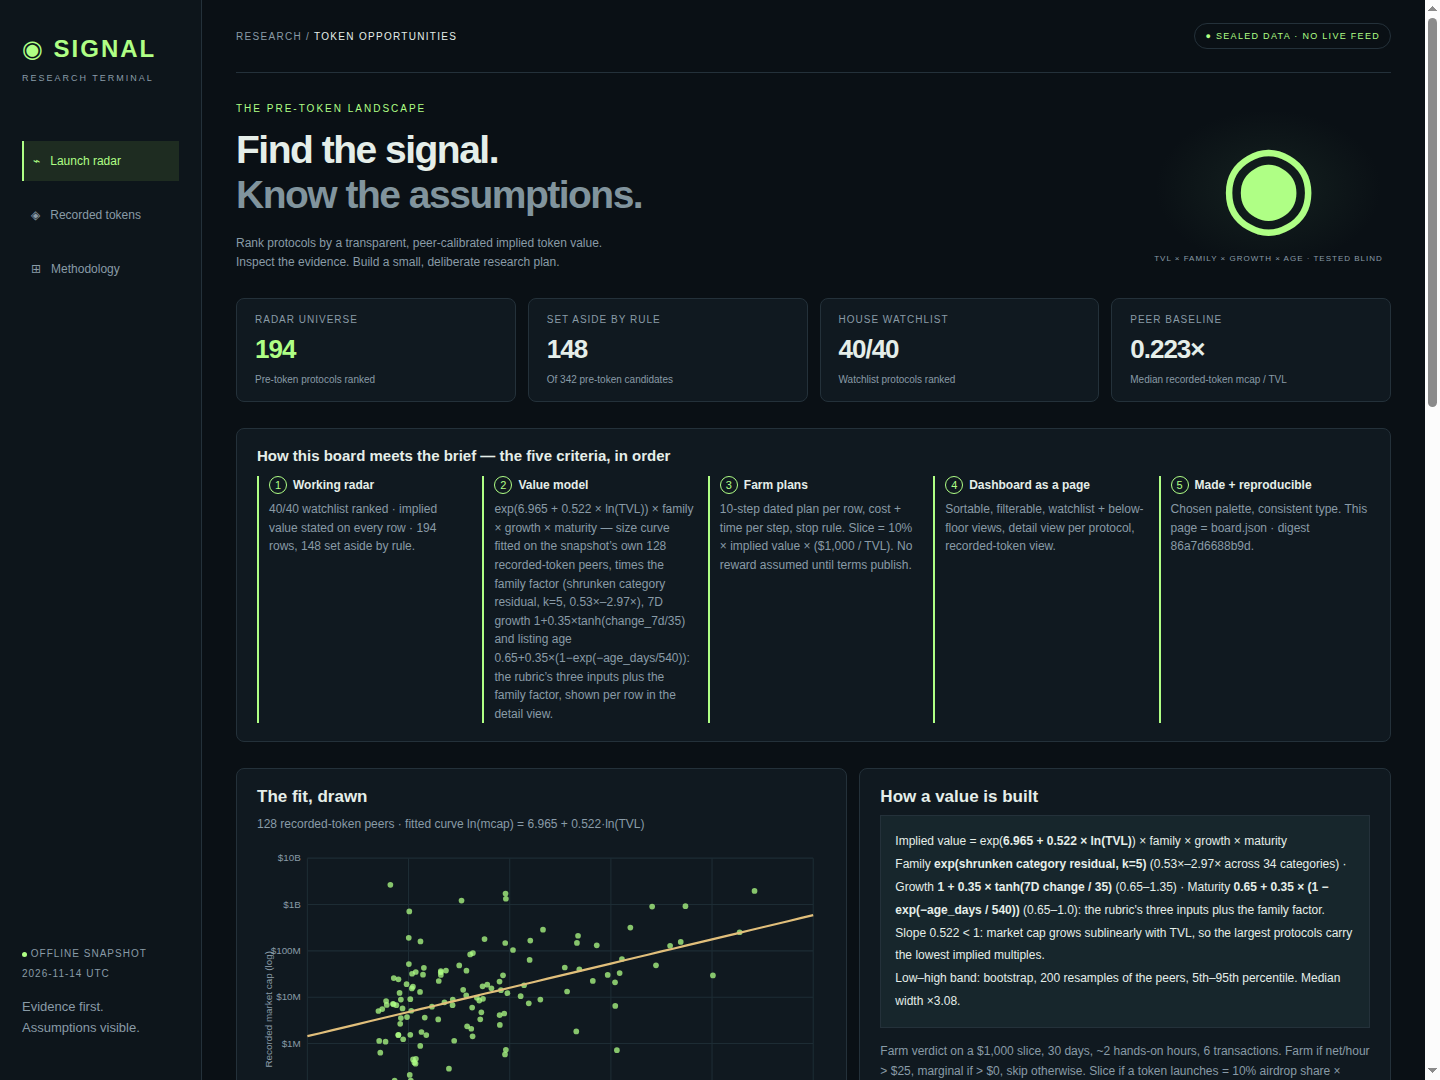 ◉ SIGNAL
RESEARCH TERMINAL
Launch radar
Recorded tokens
Methodology
OFFLINE SNAPSHOT
2026-11-14 UTC
Evidence first.
Assumptions visible.
RESEARCH / TOKEN OPPORTUNITIES
● SEALED DATA · NO LIVE FEED
THE PRE-TOKEN LANDSCAPE
Find the signal.
Know the assumptions.
Rank protocols by a transparent, peer-calibrated implied token value.
Inspect the evidence. Build a small, deliberate research plan.
TVL × FAMILY × GROWTH × AGE · TESTED BLIND
RADAR UNIVERSE
194
Pre-token protocols ranked
SET ASIDE BY RULE
148
Of 342 pre-token candidates
HOUSE WATCHLIST
40/40
Watchlist protocols ranked
PEER BASELINE
0.223×
Median recorded-token mcap / TVL
How this board meets the brief — the five criteria, in order
1 Working radar
40/40 watchlist ranked · implied
value stated on every row · 194
rows, 148 set aside by rule.
2 Value model
exp(6.965 + 0.522 × ln(TVL)) × family
× growth × maturity — size curve
fitted on the snapshot's own 128
recorded-token peers, times the
family factor (shrunken category
residual, k=5, 0.53×–2.97×), 7D
growth 1+0.35×tanh(change_7d/35)
and listing age
0.65+0.35×(1−exp(−age_days/540)):
the rubric's three inputs plus the
family factor, shown per row in the
detail view.
3 Farm plans
10-step dated plan per row, cost +
time per step, stop rule. Slice = 10%
× implied value × ($1,000 / TVL). No
reward assumed until terms publish.
4 Dashboard as a page
Sortable, filterable, watchlist + below-
floor views, detail view per protocol,
recorded-token view.
5 Made + reproducible
Chosen palette, consistent type. This
page = board.json · digest
86a7d6688b9d.
The fit, drawn
128 recorded-token peers · fitted curve ln(mcap) = 6.965 + 0.522·ln(TVL)
$10B
$1B
$100M
$10M
$1M
Recorded market cap (log)
How a value is built
Implied value = exp(6.965 + 0.522 × ln(TVL)) × family × growth × maturity
Family exp(shrunken category residual, k=5) (0.53×–2.97× across 34 categories) ·
Growth 1 + 0.35 × tanh(7D change / 35) (0.65–1.35) · Maturity 0.65 + 0.35 × (1 −
exp(−age_days / 540)) (0.65–1.0): the rubric's three inputs plus the family factor.
Slope 0.522 < 1: market cap grows sublinearly with TVL, so the largest protocols carry
the lowest implied multiples.
Low–high band: bootstrap, 200 resamples of the peers, 5th–95th percentile. Median
width ×3.08.
Farm verdict on a $1,000 slice, 30 days, ~2 hands-on hours, 6 transactions. Farm if net/hour
> $25, marginal if > $0, skip otherwise. Slice if a token launches = 10% airdrop share ×